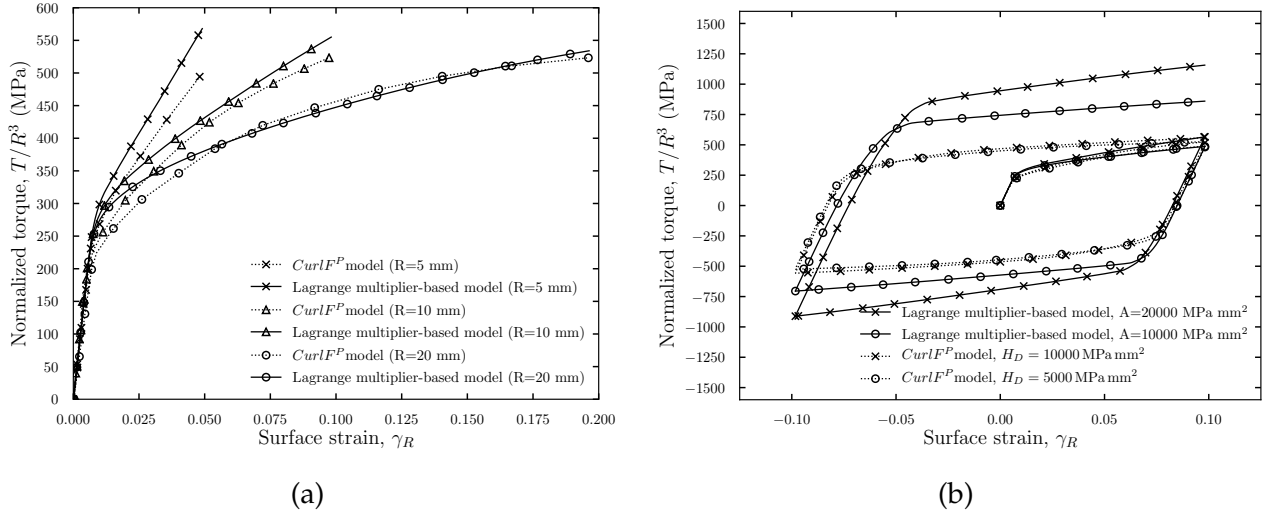 600
550
500
450
400
350
300
250
200
150
100
50
0
Normalized torque, T/R³ (MPa)
CurlF^P model (R=5 mm)
Lagrange multiplier-based model (R=5 mm)
CurlF^P model (R=10 mm)
Lagrange multiplier-based model (R=10 mm)
CurlF^P model (R=20 mm)
Lagrange multiplier-based model (R=20 mm)
0.000 0.025 0.050 0.075 0.100 0.125 0.150 0.175 0.200
Surface strain, γ_R
(a)
1500
1250
1000
750
500
250
0
−250
−500
−750
−1000
−1250
−1500
Normalized torque, T/R³ (MPa)
Lagrange multiplier-based model, A=20000 MPa mm²
Lagrange multiplier-based model, A=10000 MPa mm²
CurlF^P model, H_D = 10000 MPa mm²
CurlF^P model, H_D = 5000 MPa mm²
−0.10 −0.05 0.00 0.05 0.10
Surface strain, γ_R
(b)